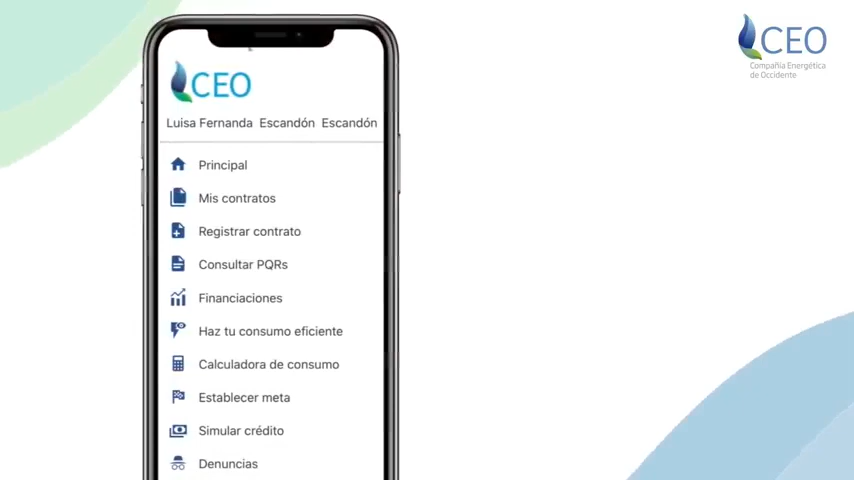 CEO
Compañía Energética
de Occidente
CEO
Luisa Fernanda Escandón Escandón
Principal
Mis contratos
Registrar contrato
Consultar PQRs
Financiaciones
Haz tu consumo eficiente
Calculadora de consumo
Establecer meta
Simular crédito
Denuncias